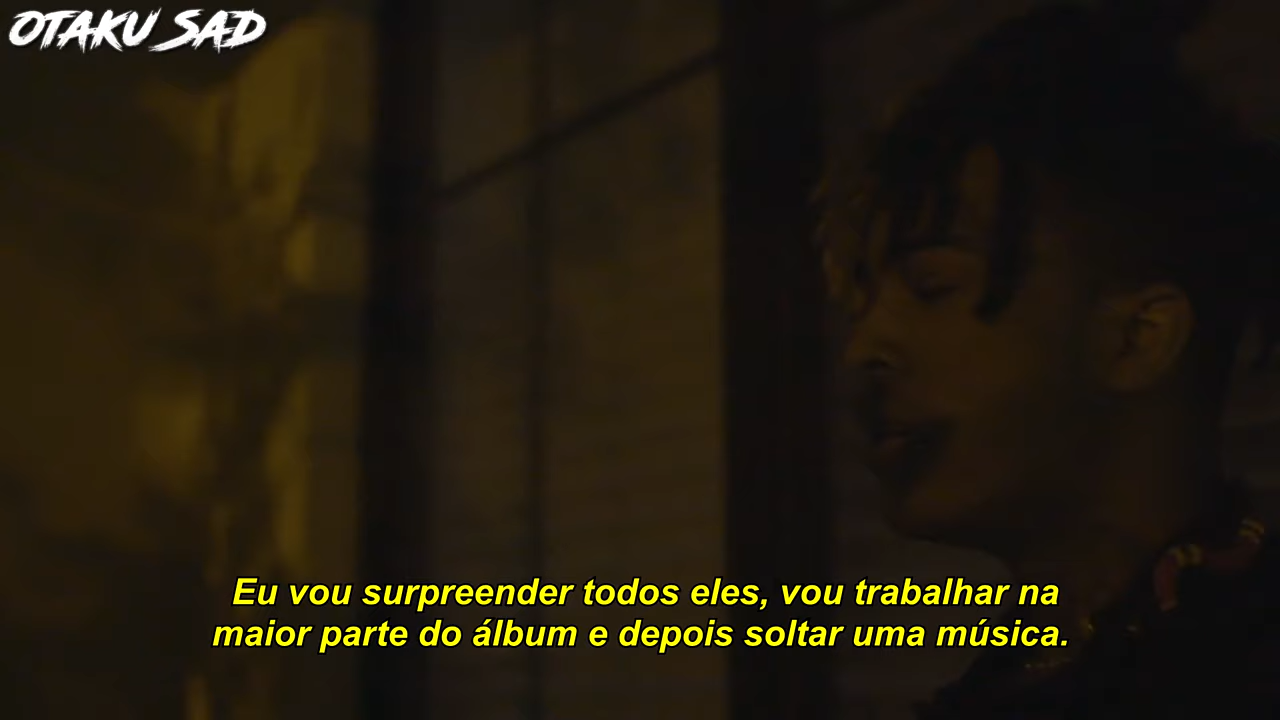 OTAKU SAD
Eu vou surpreender todos eles, vou trabalhar na
maior parte do álbum e depois soltar uma música.